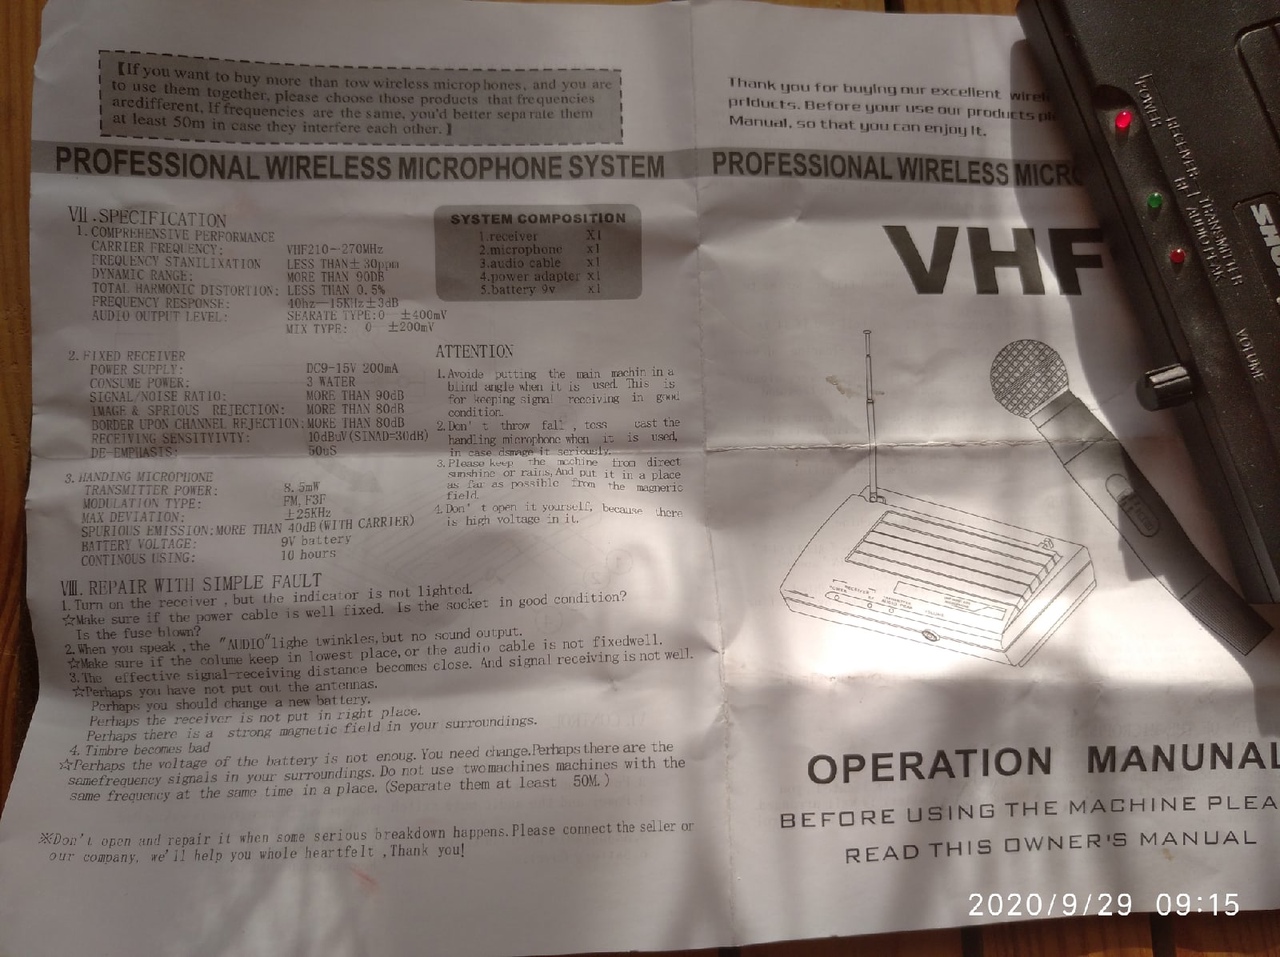 【If you want to buy more than tow wireless microphones, and you are
to use them together, please choose those products that frequencies
aredifferent. If frequencies are the same, you'd better separate them
at least 50m in case they interfere each other.】
PROFESSIONAL WIRELESS MICROPHONE SYSTEM
VII.SPECIFICATION
1. COMPREHENSIVE PERFORMANCE
CARRIER FREQUENCY: VHF210--270MHz
FREQUENCY STANILIXATION LESS THAN±30ppm
DYNAMIC RANGE: MORE THAN 90DB
TOTAL HARMONIC DISTORTION: LESS THAN 0.5%
FREQUENCY RESPONSE: 40hz--15KHz±3dB
AUDIO OUTPUT LEVEL: SEARATE TYPE:0 ±400mV
MIX TYPE: 0 ±200mV
SYSTEM COMPOSITION
1.receiver X1
2.microphone x1
3.audio cable x1
4.power adapter x1
5.battery 9v x1
2. FIXED RECEIVER
POWER SUPPLY: DC9-15V 200mA
CONSUME POWER: 3 WATER
SIGNAL/NOISE RATIO: MORE THAN 90dB
IMAGE & SPRIOUS REJECTION: MORE THAN 80dB
BORDER UPON CHANNEL REJECTION: MORE THAN 80dB
RECEIVING SENSITYIVTY: 10dBuV(SINAD=30dB)
DE-EMPHASIS: 50uS
3. HANDING MICROPHONE
TRANSMITTER POWER: 8.5mW
MODULATION TYPE: FM, F3F
MAX DEVIATION: ±25KHz
SPURIOUS EMISSION: MORE THAN 40dB(WITH CARRIER)
BATTERY VOLTAGE: 9V battery
CONTINOUS USING: 10 hours
ATTENTION
1.Avoide putting the main machin in a
blind angle when it is used. This is
for keeping signal receiving in good
condition.
2.Don't throw fall, toss cast the
handling microphone when it is used,
in case damage it seriously.
3.Please keep the machine from direct
sunshine or rains, And put it in a place
as far as possible from the magneric
field.
4.Don't open it yourself, because there
is high voltage in it.
VIII. REPAIR WITH SIMPLE FAULT
1.Turn on the receiver, but the indicator is not lighted.
☆Make sure if the power cable is well fixed. Is the socket in good condition?
Is the fuse blown?
2.When you speak, the "AUDIO"lighe twinkles, but no sound output.
☆Make sure if the colume keep in lowest place, or the audio cable is not fixedwell.
3.The effective signal-receiving distance becomes close. And signal receiving is not well.
☆Perhaps you have not put out the antennas.
Perhaps you should change a new battery.
Perhaps the receiver is not put in right place.
Perhaps there is a strong magnetic field in your surroundings.
4. Timbre becomes bad
☆Perhaps the voltage of the battery is not enoug. You need change.Perhaps there are the
samefrequency signals in your surroundings. Do not use twomachines machines with the
same frequency at the same time in a place. (Separate them at least 50M.)
※Don't open and repair it when some serious breakdown happens. Please connect the seller or
our company, we'll help you whole heartfelt, Thank you!
Thank you for buying our excellent wirel
prlducts. Before your use our products pl
Manual, so that you can enjoy It.
PROFESSIONAL WIRELESS MICRO
VHF
OPERATION MANUNAL
BEFORE USING THE MACHINE PLEA
READ THIS OWNER'S MANUAL
POWER
RECEIVER TRANSMITTER
RF AUDIO PEAK
VOLUME
2020/9/29 09:15